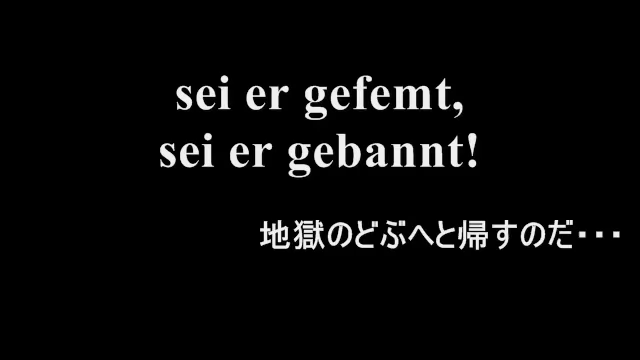 sei er gefemt,
sei er gebannt!
地獄のどぶへと帰すのだ・・・